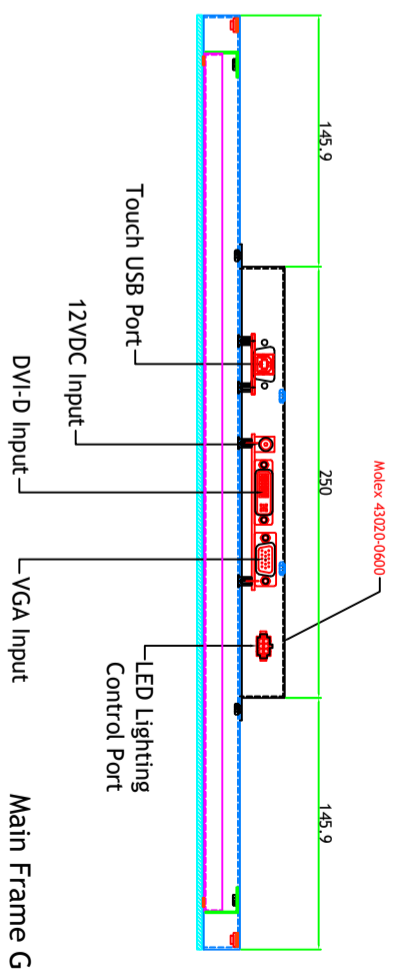 145.9
250
145.9
Molex 43020-0600
Touch USB Port
12VDC Input
DVI-D Input
VGA Input
LED Lighting
Control Port
Main Frame G